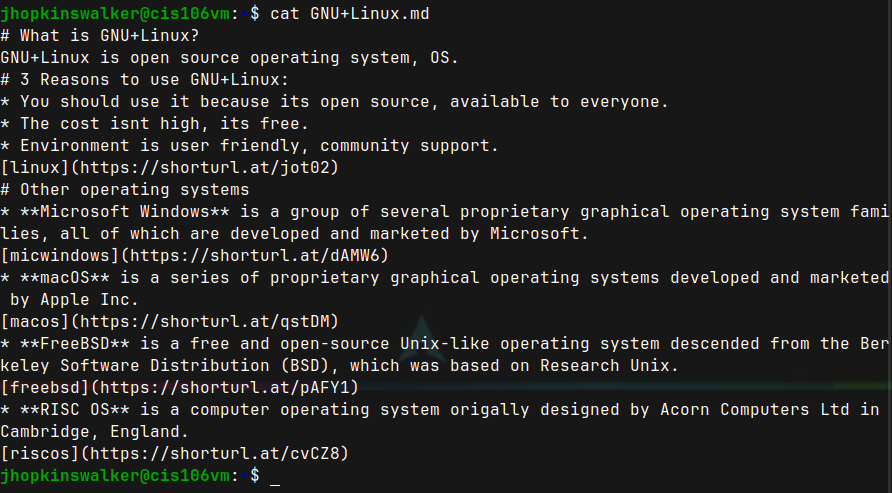 jhopkinswalker@cis106vm:~$ cat GNU+Linux.md
# What is GNU+Linux?
GNU+Linux is open source operating system, OS.
# 3 Reasons to use GNU+Linux:
* You should use it because its open source, available to everyone.
* The cost isnt high, its free.
* Environment is user friendly, community support.
[linux](https://shorturl.at/jot02)
# Other operating systems
* **Microsoft Windows** is a group of several proprietary graphical operating system fami
lies, all of which are developed and marketed by Microsoft.
[micwindows](https://shorturl.at/dAMW6)
* **macOS** is a series of proprietary graphical operating systems developed and marketed
 by Apple Inc.
[macos](https://shorturl.at/qstDM)
* **FreeBSD** is a free and open-source Unix-like operating system descended from the Ber
keley Software Distribution (BSD), which was based on Research Unix.
[freebsd](https://shorturl.at/pAFY1)
* **RISC OS** is a computer operating system origally designed by Acorn Computers Ltd in
Cambridge, England.
[riscos](https://shorturl.at/cvCZ8)
jhopkinswalker@cis106vm:~$ _